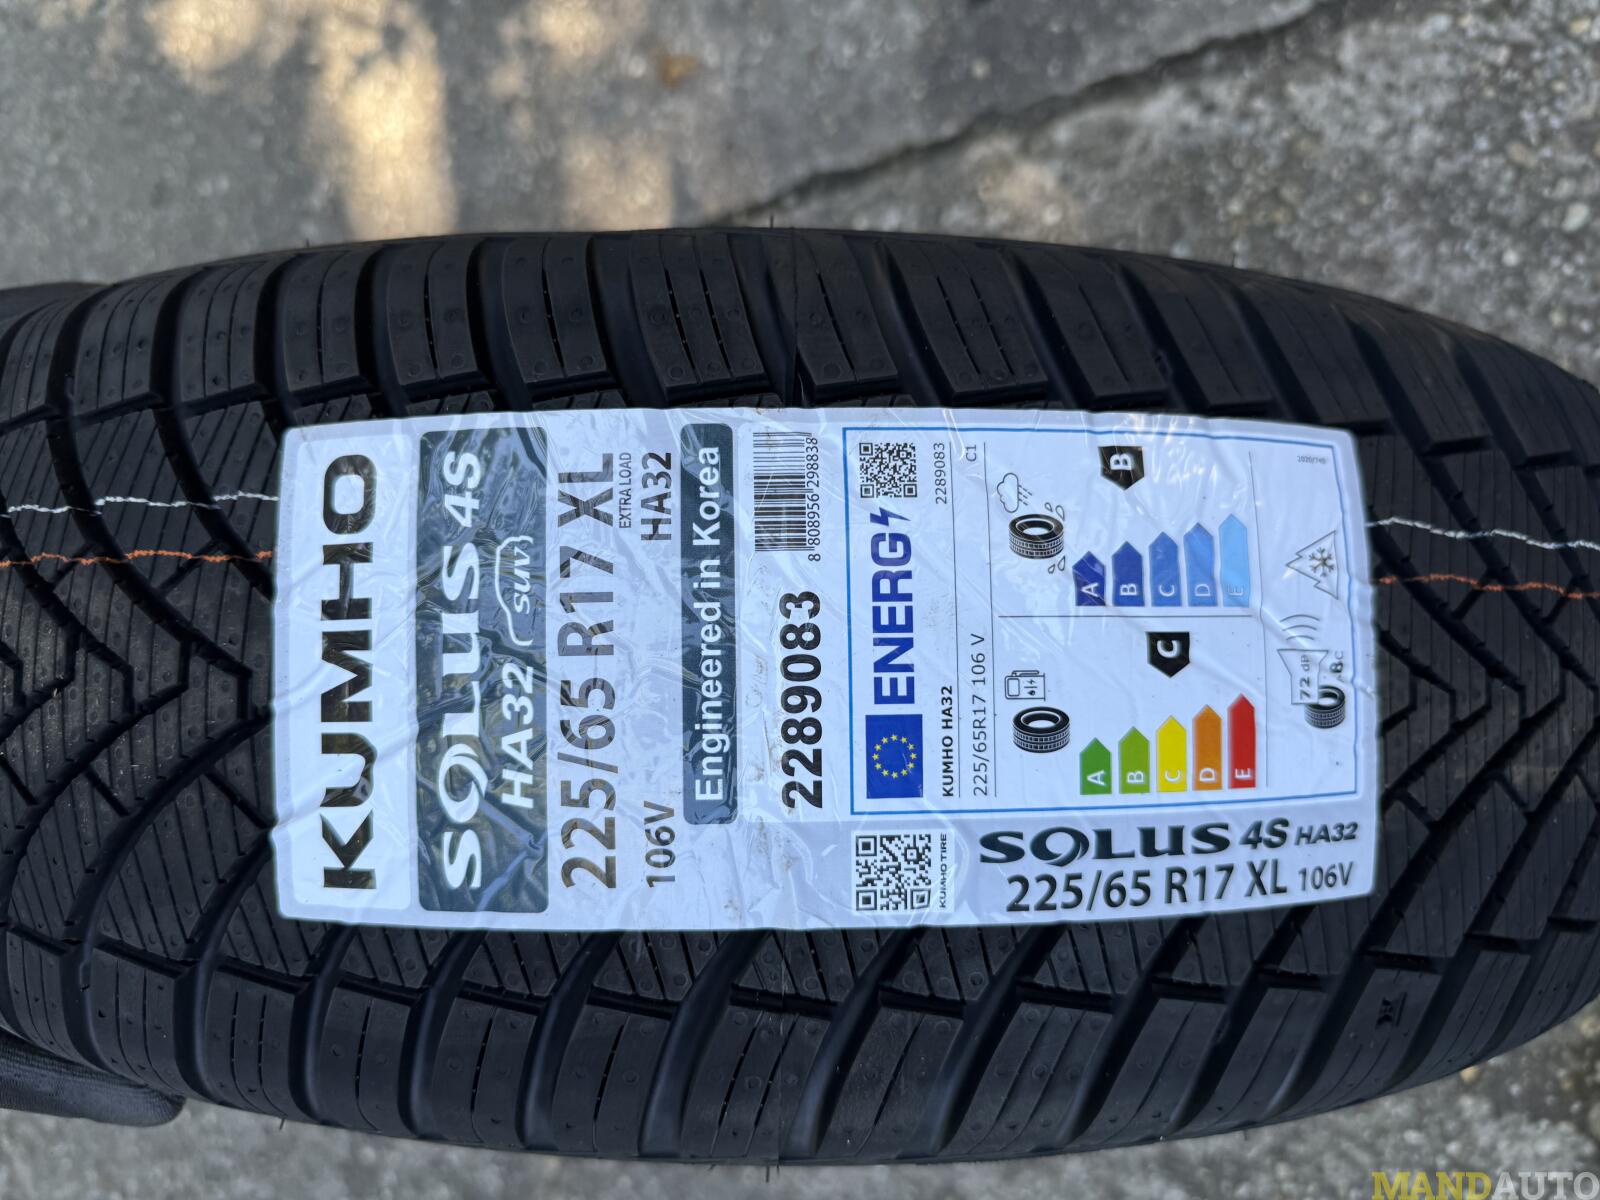 KUMHO
SOLUS 4S
HA32 SUV
225/65 R17 XL
EXTRA LOAD
106V HA32
Engineered in Korea
2289083
8 808956 298838
ENERG
KUMHO HA32 2289083
225/65R17 106 V C1
B
A
B
C
D
E
C
A
B
C
D
E
72 dB
2020/740
KUMHO TIRE
SOLUS 4S HA32
225/65 R17 XL 106V
MANDAUTO